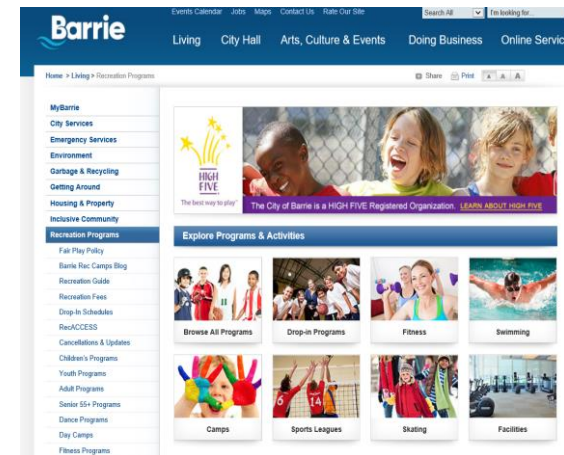 Events Calendar Jobs Maps Contact Us Rate Our Site
Search All I'm looking for...
Barrie
Living City Hall Arts, Culture & Events Doing Business Online Servic
Home > Living > Recreation Programs
Share Print A A A
MyBarrie
City Services
Emergency Services
Environment
Garbage & Recycling
Getting Around
Housing & Property
Inclusive Community
Recreation Programs
Fair Play Policy
Barrie Rec Camps Blog
Recreation Guide
Recreation Fees
Drop-In Schedules
RecACCESS
Cancellations & Updates
Children's Programs
Youth Programs
Adult Programs
Senior 55+ Programs
Dance Programs
Day Camps
Fitness Programs
HIGH
FIVE
The best way to play
The City of Barrie is a HIGH FIVE Registered Organization. LEARN ABOUT HIGH FIVE
Explore Programs & Activities
Browse All Programs Drop-in Programs Fitness Swimming
14
Camps Sports Leagues Skating Facilities